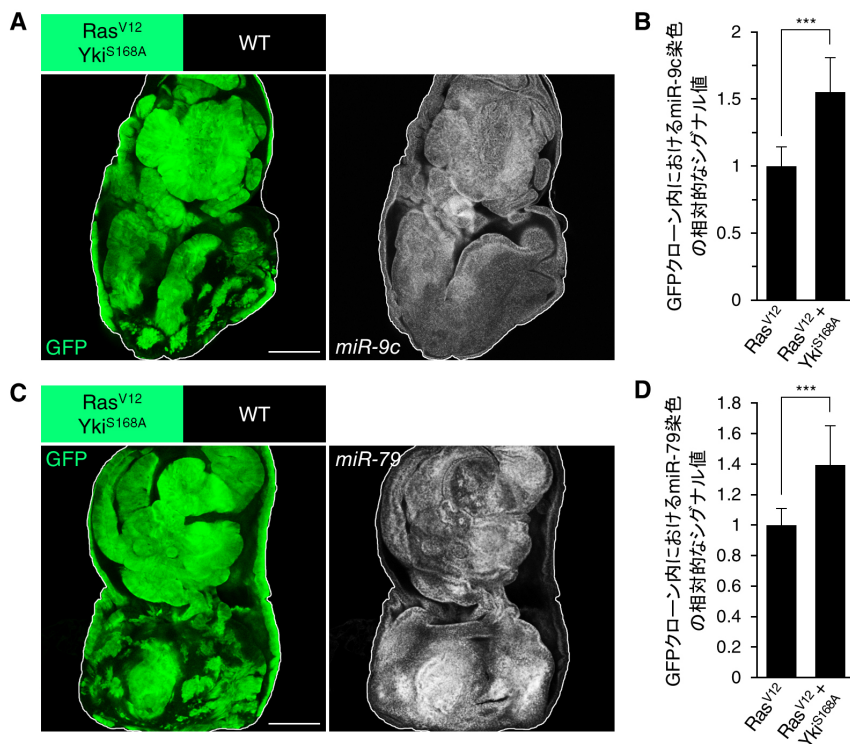 A
Ras^V12
Yki^S168A
WT
GFP
miR-9c
B
GFPクローン内におけるmiR-9c染色
の相対的なシグナル値
2
1.5
1
0.5
0
***
Ras^V12
Ras^V12 +
Yki^S168A
C
Ras^V12
Yki^S168A
WT
GFP
miR-79
D
GFPクローン内におけるmiR-79染色
の相対的なシグナル値
1.8
1.6
1.4
1.2
1
0.8
0.6
0.4
0.2
0
***
Ras^V12
Ras^V12 +
Yki^S168A